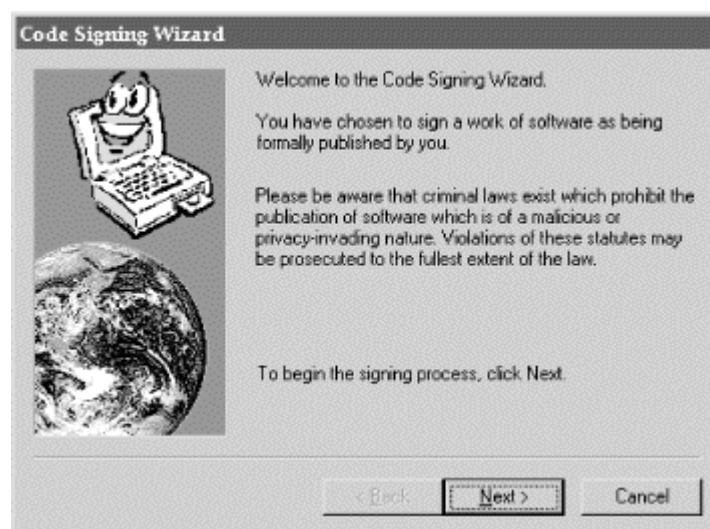 Code Signing Wizard
Welcome to the Code Signing Wizard.
You have chosen to sign a work of software as being
formally published by you.
Please be aware that criminal laws exist which prohibit the
publication of software which is of a malicious or
privacy-invading nature. Violations of these statutes may
be prosecuted to the fullest extent of the law.
To begin the signing process, click Next.
< Back Next > Cancel